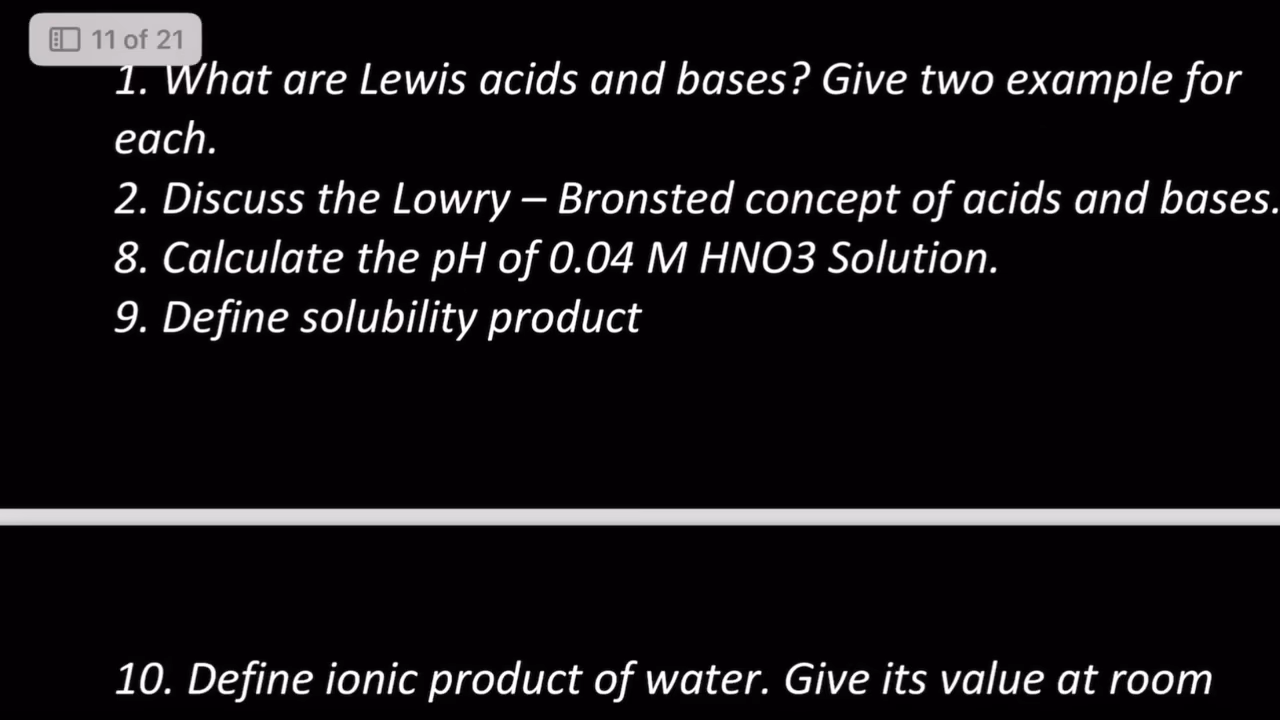 11 of 21
1. What are Lewis acids and bases? Give two example for
each.
2. Discuss the Lowry – Bronsted concept of acids and bases.
8. Calculate the pH of 0.04 M HNO3 Solution.
9. Define solubility product
10. Define ionic product of water. Give its value at room